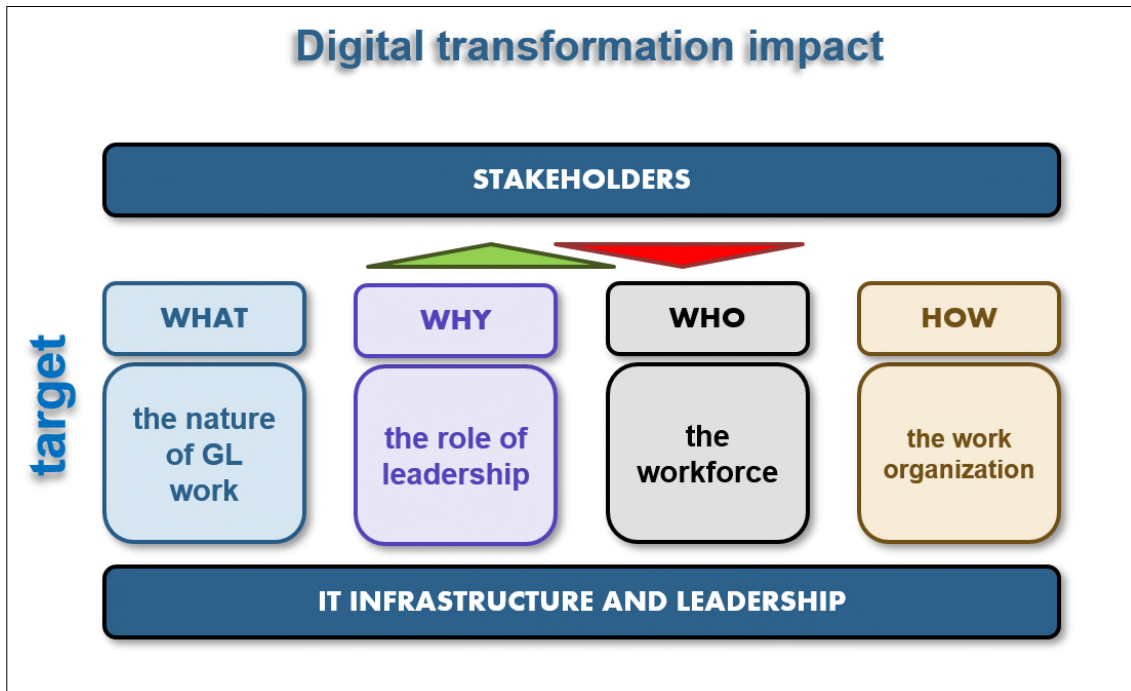 Digital transformation impact
STAKEHOLDERS
target
WHAT
the nature
of GL
work
WHY
the role of
leadership
WHO
the
workforce
HOW
the work
organization
IT INFRASTRUCTURE AND LEADERSHIP